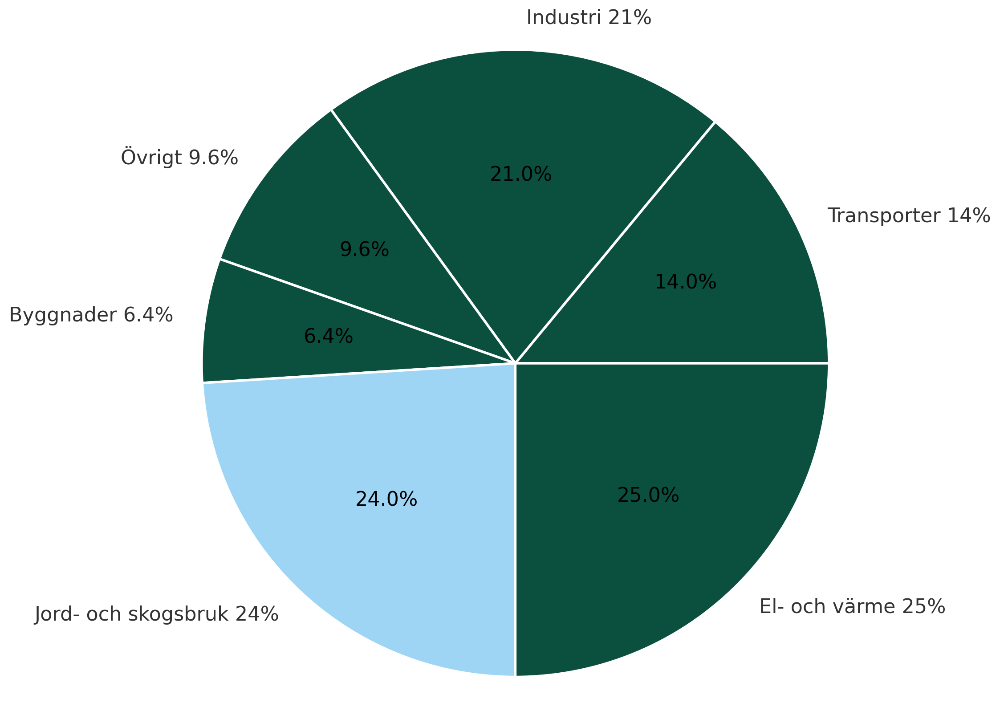 Industri 21%
Övrigt 9.6%
21.0%
Transporter 14%
9.6%
14.0%
Byggnader 6.4%
6.4%
24.0%
25.0%
Jord- och skogsbruk 24%
El- och värme 25%